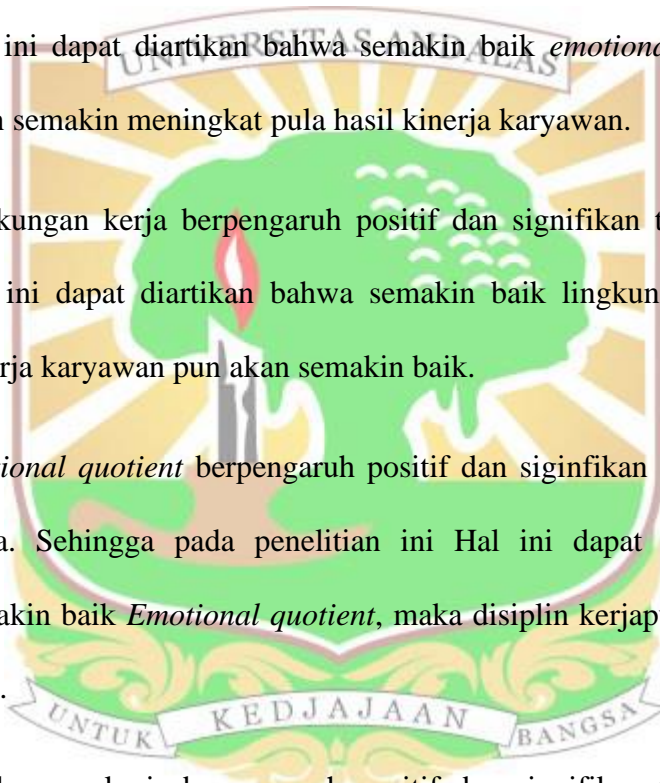 ini dapat diartikan bahwa semakin baik emotiona
UNIVERSITAS ANDALAS
semakin meningkat pula hasil kinerja karyawan.
kungan kerja berpengaruh positif dan signifikan t
ini dapat diartikan bahwa semakin baik lingkun
rja karyawan pun akan semakin baik.
ional quotient berpengaruh positif dan siginfikan
a. Sehingga pada penelitian ini Hal ini dapat
akin baik Emotional quotient, maka disiplin kerjap
.
UNTUK KEDJAJAAN BANGSA